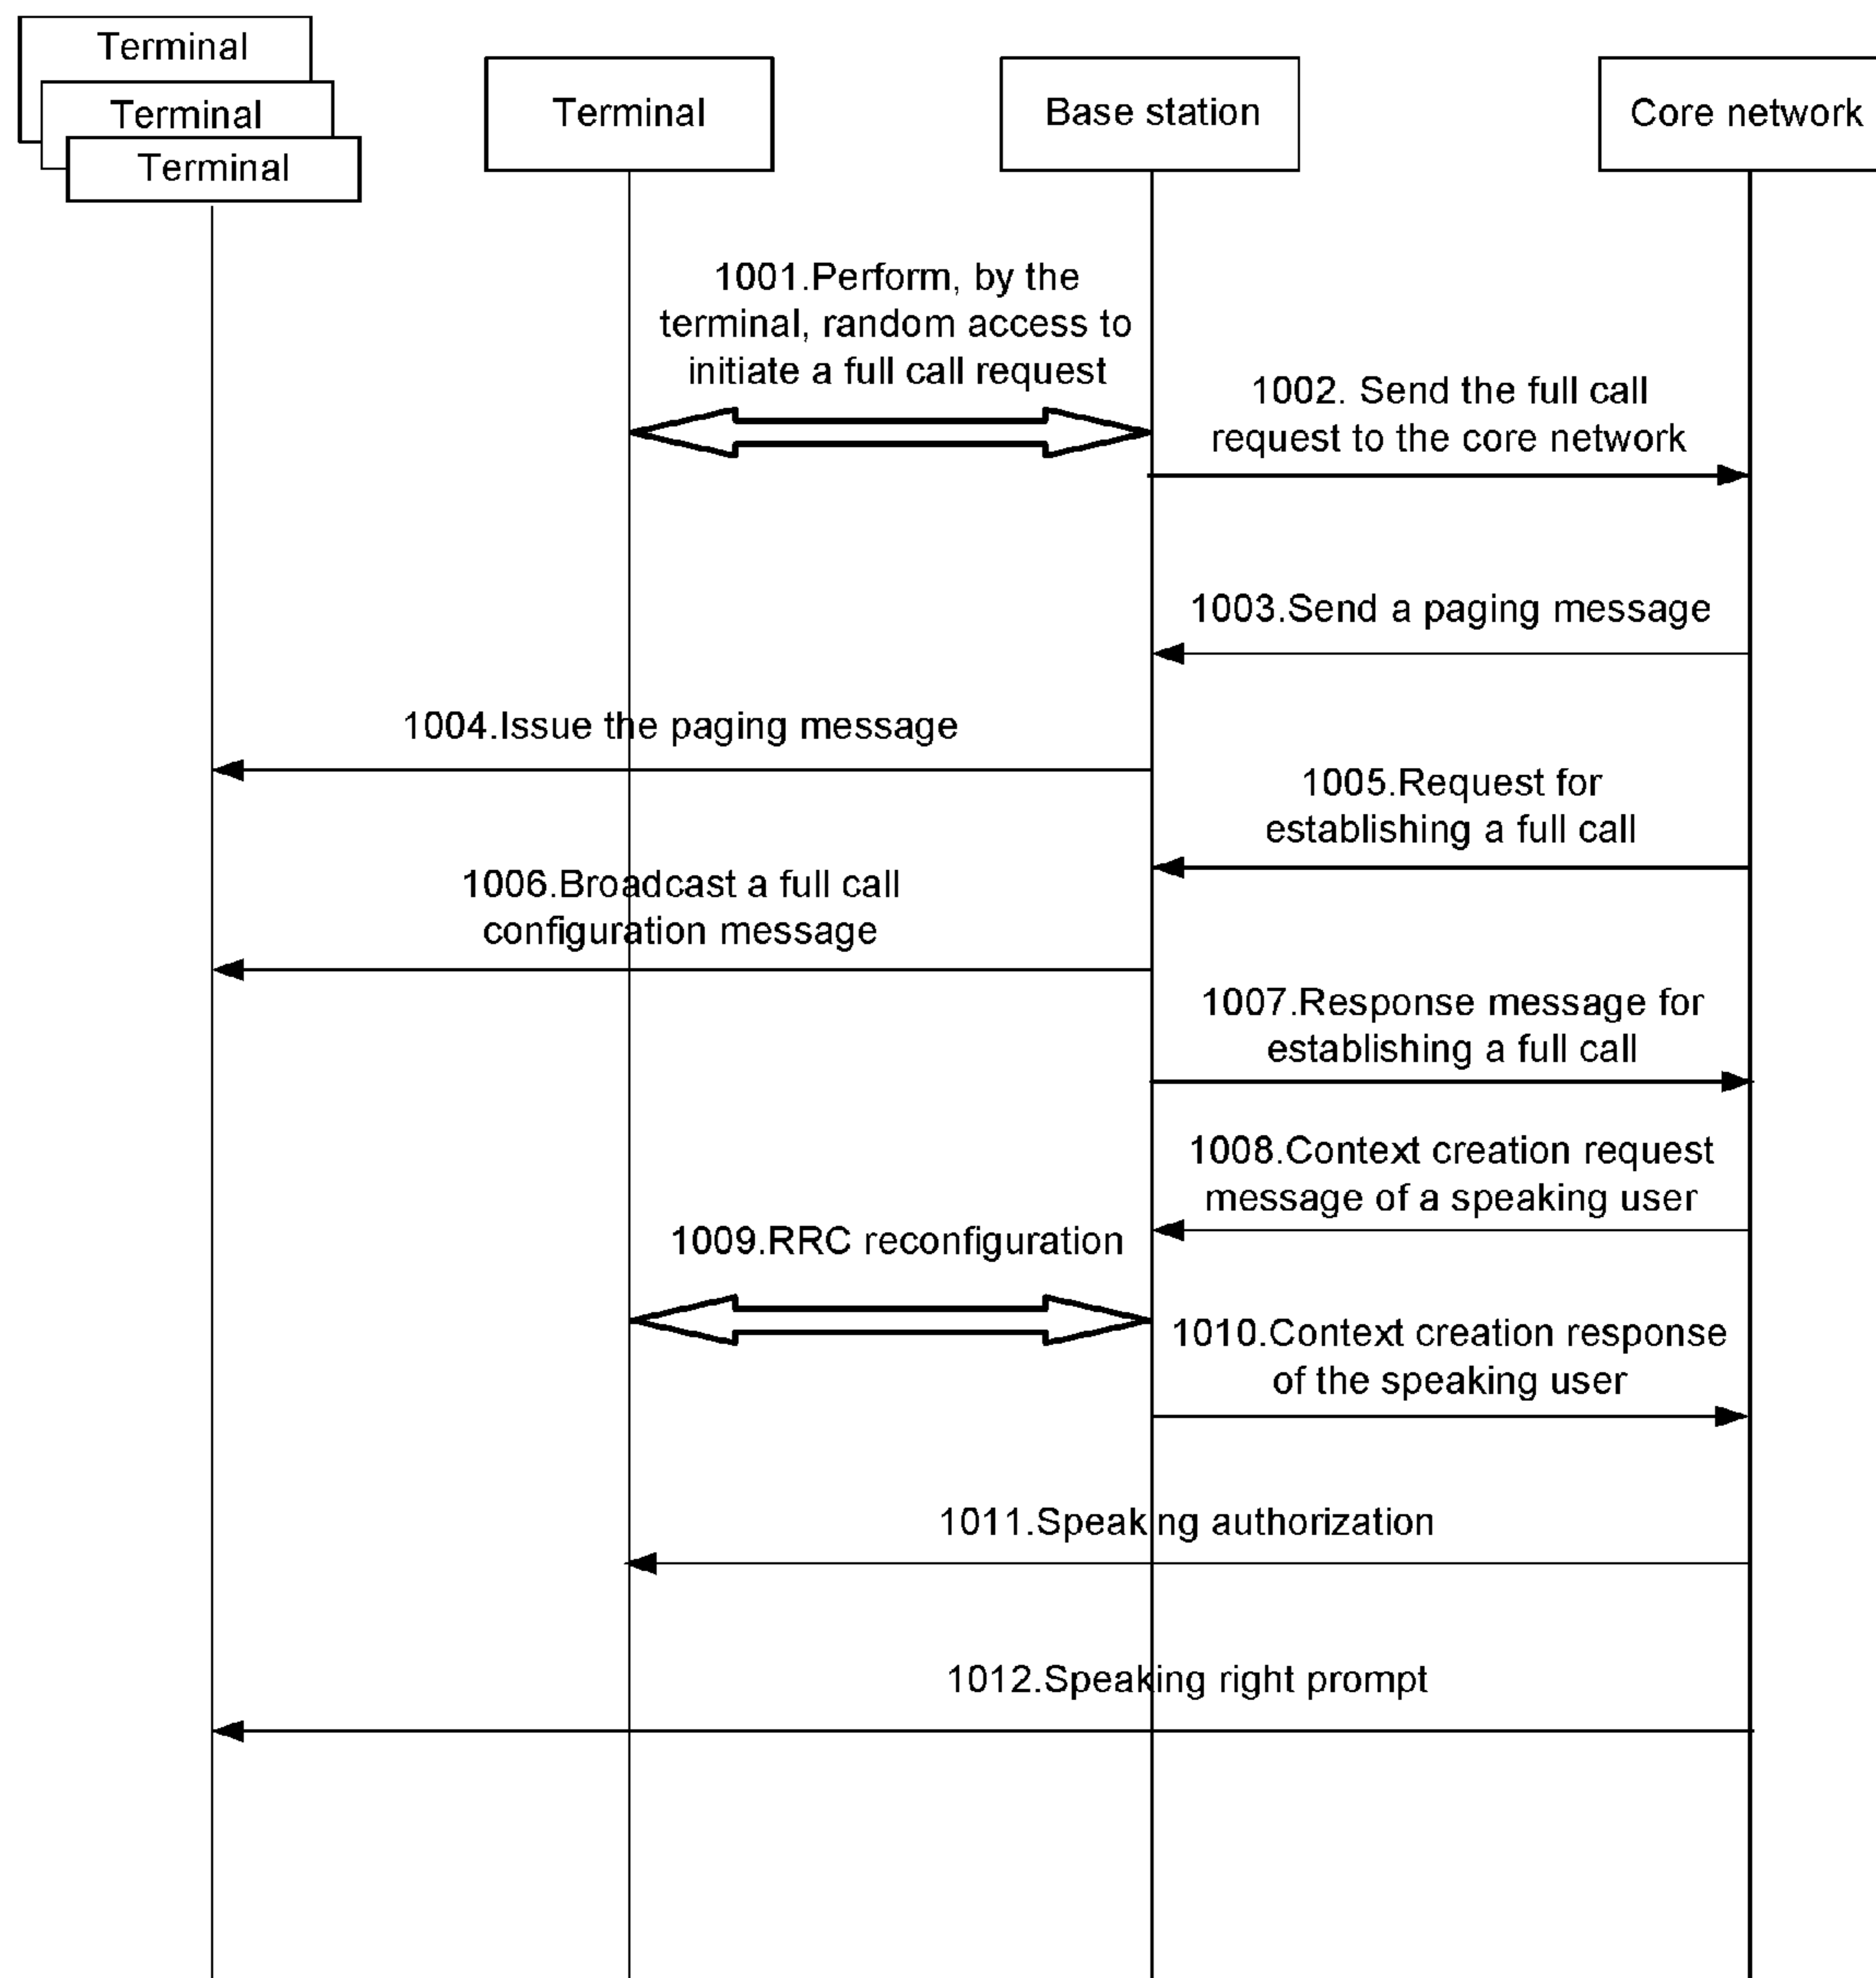 Terminal
Terminal
Terminal
Terminal
Base station
Core network
1001.Perform, by the
terminal, random access to
initiate a full call request
1002. Send the full call
request to the core network
1003.Send a paging message
1004.Issue the paging message
1005.Request for
establishing a full call
1006.Broadcast a full call
configuration message
1007.Response message for
establishing a full call
1008.Context creation request
message of a speaking user
1009.RRC reconfiguration
1010.Context creation response
of the speaking user
1011.Speaking authorization
1012.Speaking right prompt